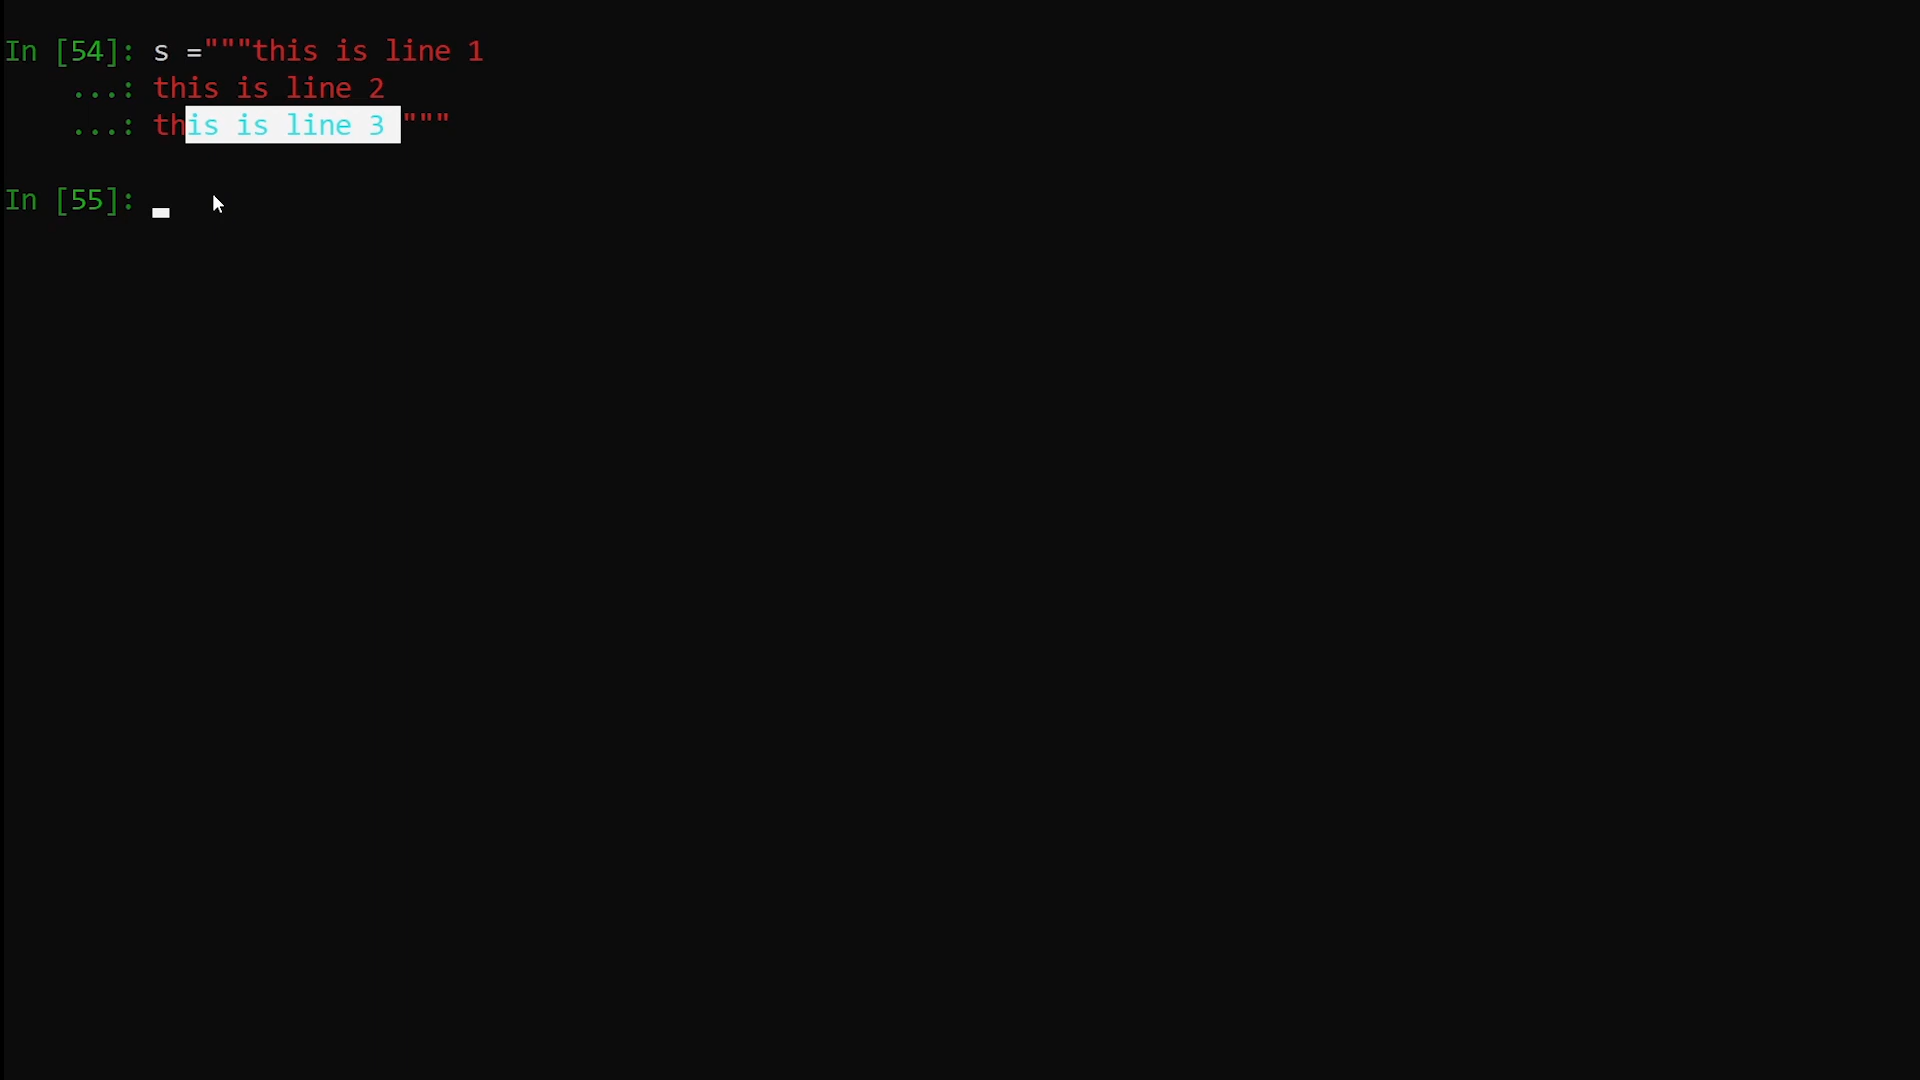 In [54]: s ="""this is line 1
...: this is line 2
...: this is line 3 """
In [55]: